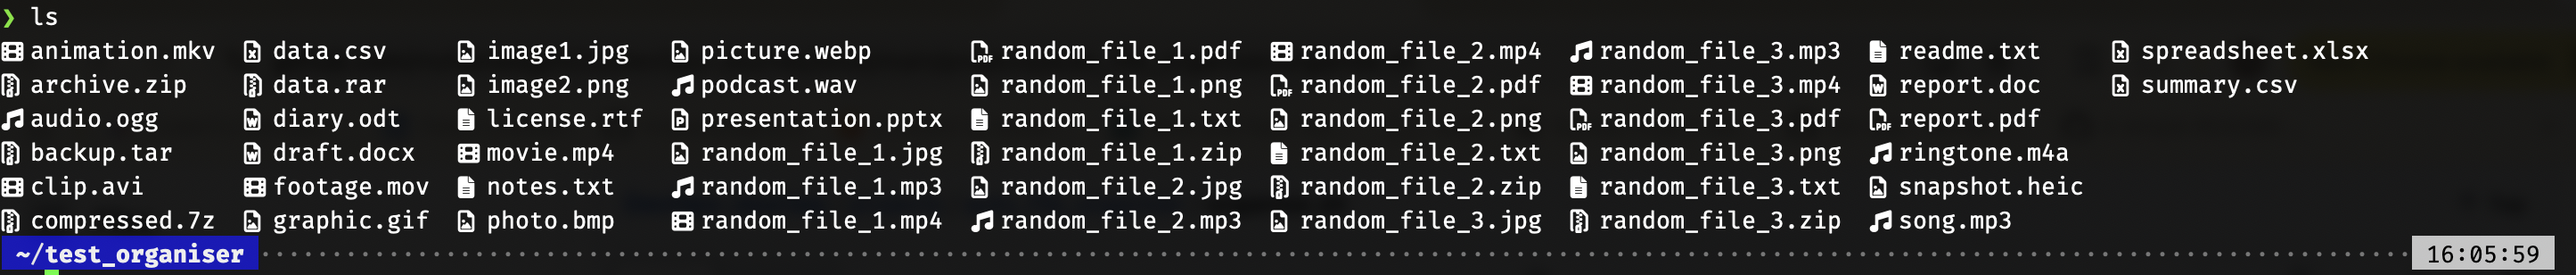 ❯ ls
animation.mkv data.csv image1.jpg picture.webp random_file_1.pdf random_file_2.mp4 random_file_3.mp3 readme.txt spreadsheet.xlsx
archive.zip data.rar image2.png podcast.wav random_file_1.png random_file_2.pdf random_file_3.mp4 report.doc summary.csv
audio.ogg diary.odt license.rtf presentation.pptx random_file_1.txt random_file_2.png random_file_3.pdf report.pdf
backup.tar draft.docx movie.mp4 random_file_1.jpg random_file_1.zip random_file_2.txt random_file_3.png ringtone.m4a
clip.avi footage.mov notes.txt random_file_1.mp3 random_file_2.jpg random_file_2.zip random_file_3.txt snapshot.heic
compressed.7z graphic.gif photo.bmp random_file_1.mp4 random_file_2.mp3 random_file_3.jpg random_file_3.zip song.mp3
~/test_organiser 16:05:59